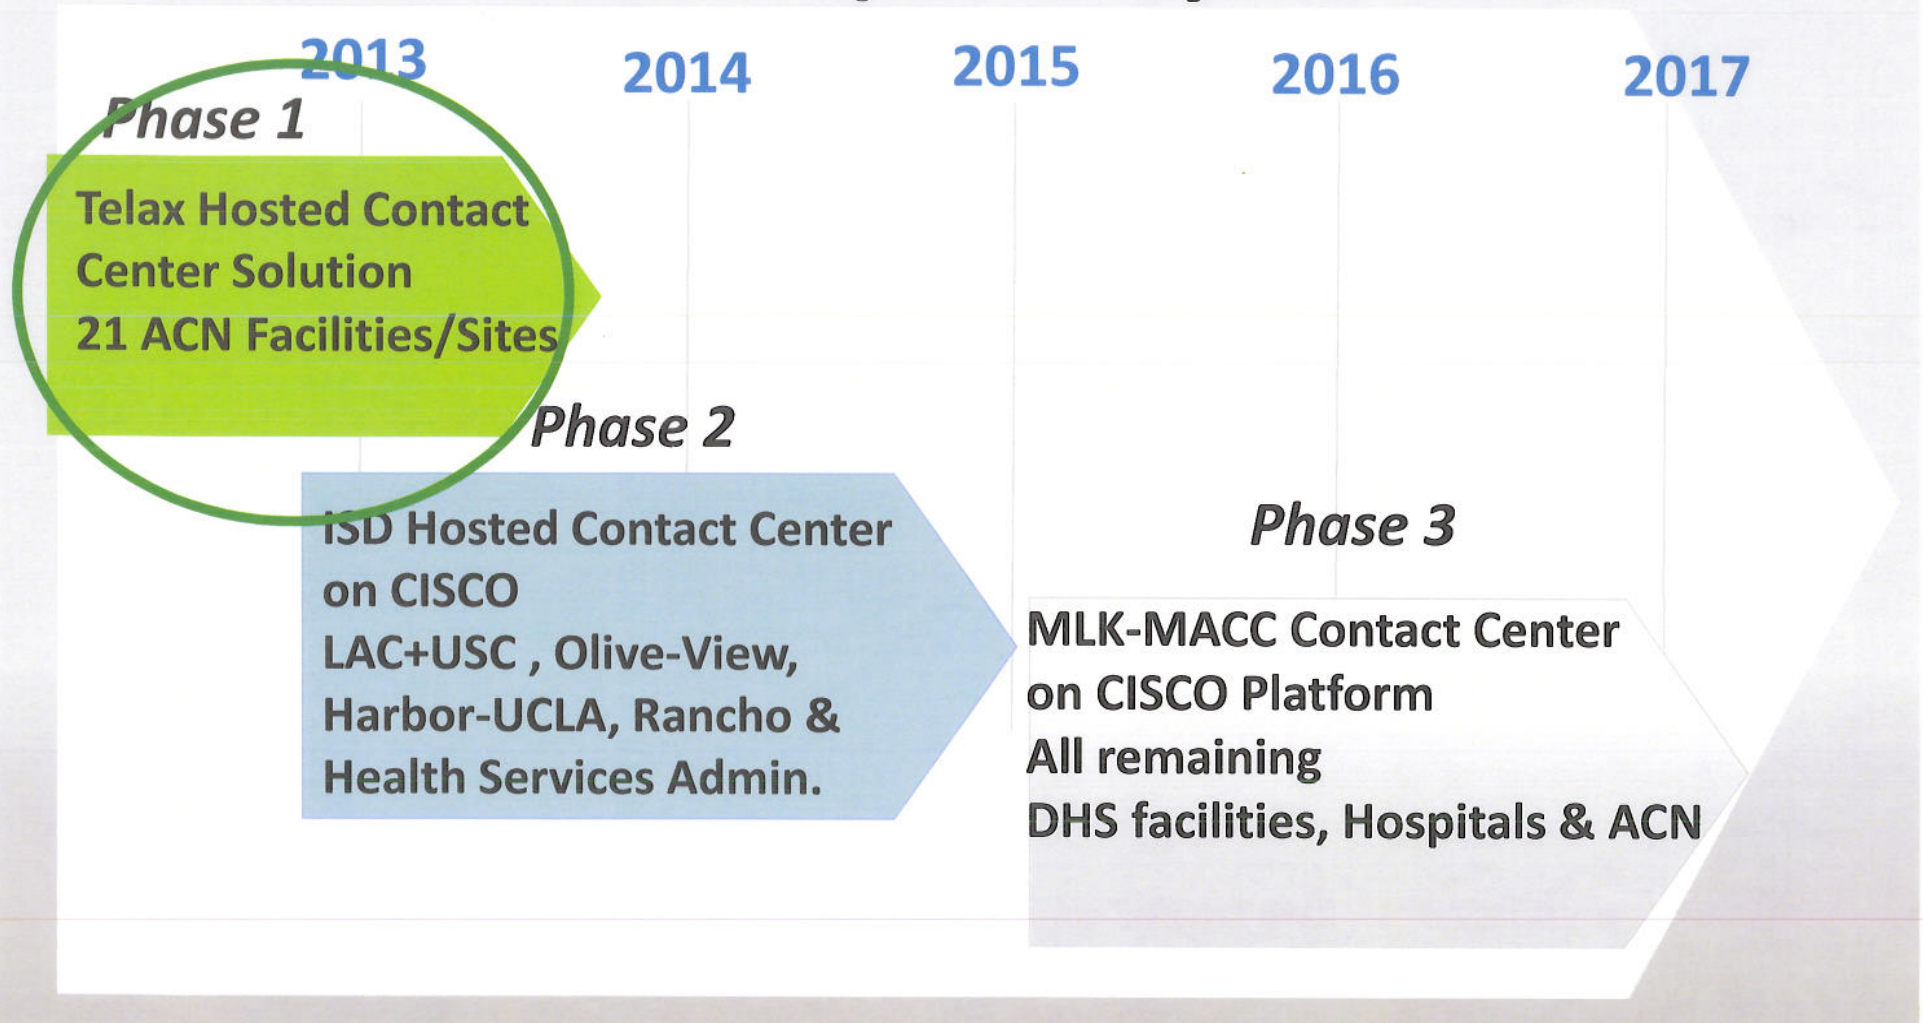 2013 2014 2015 2016 2017
Phase 1
Telax Hosted Contact
Center Solution
21 ACN Facilities/Sites
Phase 2
ISD Hosted Contact Center
on CISCO
LAC+USC , Olive-View,
Harbor-UCLA, Rancho &
Health Services Admin.
Phase 3
MLK-MACC Contact Center
on CISCO Platform
All remaining
DHS facilities, Hospitals & ACN